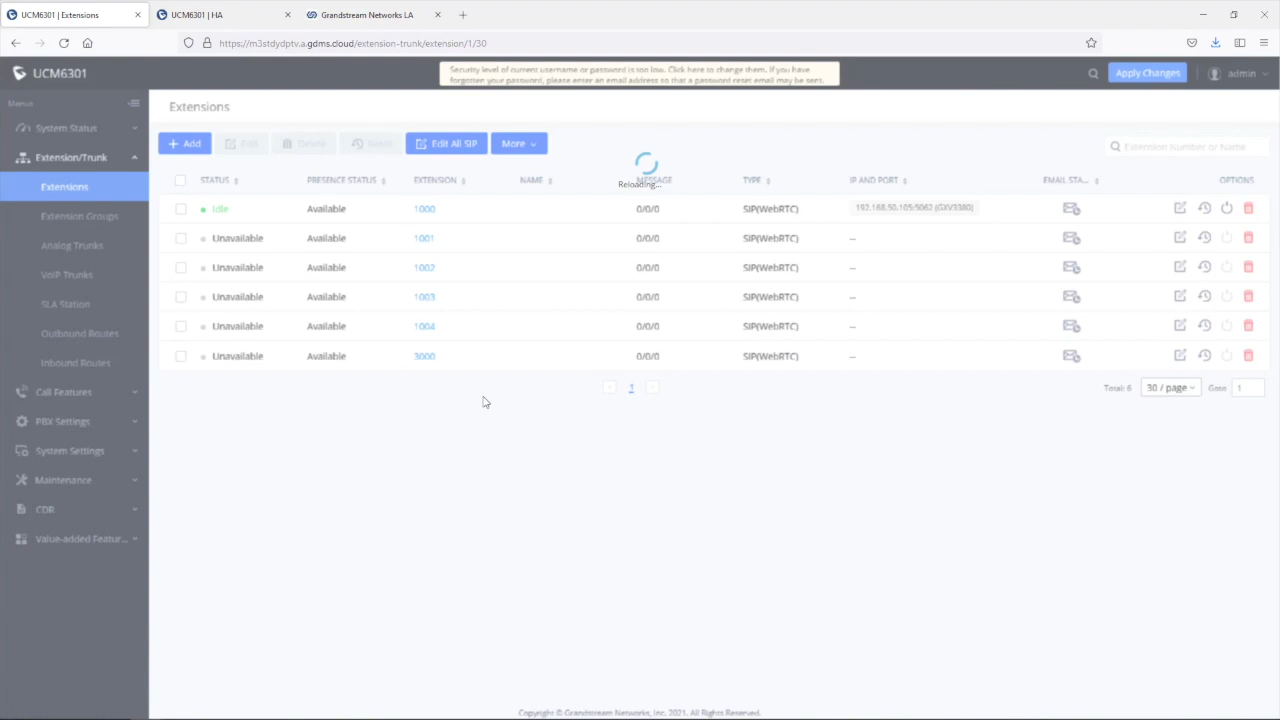 UCM6301 | Extensions
UCM6301 | HA
Grandstream Networks LA
https://m3stdydptv.a.gdms.cloud/extension-trunk/extension/1/30
UCM6301
Security level of current username or password is too low. Click here to change them. If you have
forgotten your password, please enter an email address so that a password reset email may be sent.
Apply Changes
admin
Menus
Extensions
System Status
Extension/Trunk
Extensions
Extension Groups
Analog Trunks
VoIP Trunks
SLA Station
Outbound Routes
Inbound Routes
Call Features
PBX Settings
System Settings
Maintenance
CDR
Value-added Featur...
Add
Edit
Delete
Reset
Edit All SIP
More
Extension Number or Name
Reloading...
STATUS PRESENCE STATUS EXTENSION NAME MESSAGE TYPE IP AND PORT EMAIL STA... OPTIONS
Idle Available 1000 0/0/0 SIP(WebRTC) 192.168.50.105:5062 (GXV3380)
Unavailable Available 1001 0/0/0 SIP(WebRTC) --
Unavailable Available 1002 0/0/0 SIP(WebRTC) --
Unavailable Available 1003 0/0/0 SIP(WebRTC) --
Unavailable Available 1004 0/0/0 SIP(WebRTC) --
Unavailable Available 3000 0/0/0 SIP(WebRTC) --
1
Total: 6
30 / page
Goto 1
Copyright © Grandstream Networks, Inc. 2021. All Rights Reserved.